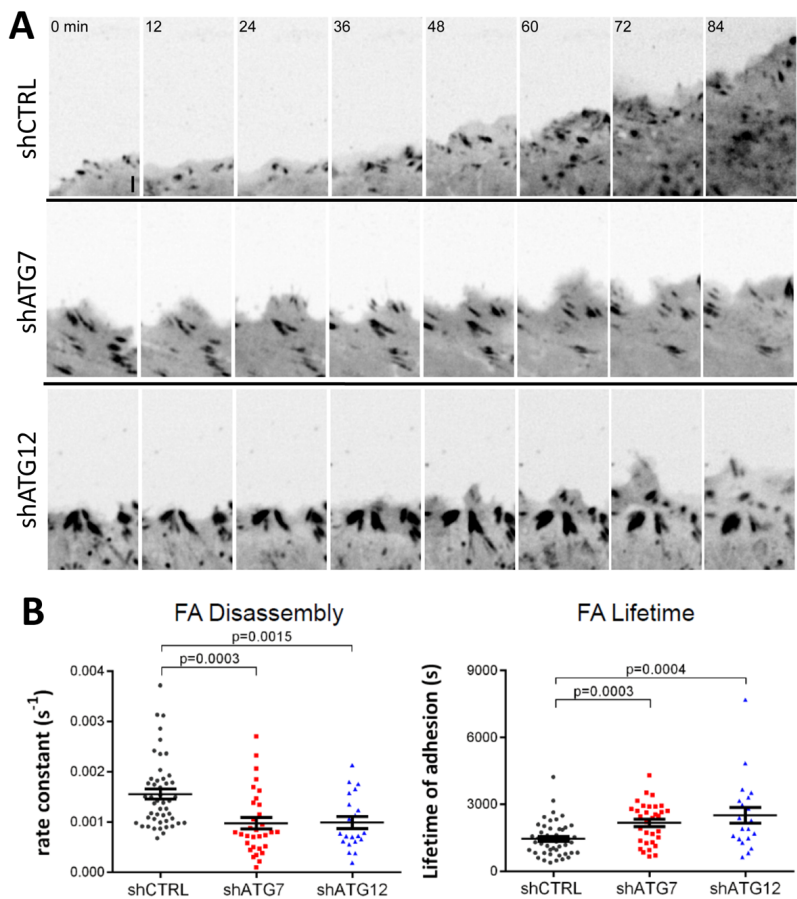 A
0 min 12 24 36 48 60 72 84
shCTRL
shATG7
shATG12
B
FA Disassembly
p=0.0015
p=0.0003
0.004
0.003
0.002
0.001
0.000
rate constant (s⁻¹)
shCTRL shATG7 shATG12
FA Lifetime
p=0.0004
p=0.0003
9000
6000
3000
0
Lifetime of adhesion (s)
shCTRL shATG7 shATG12